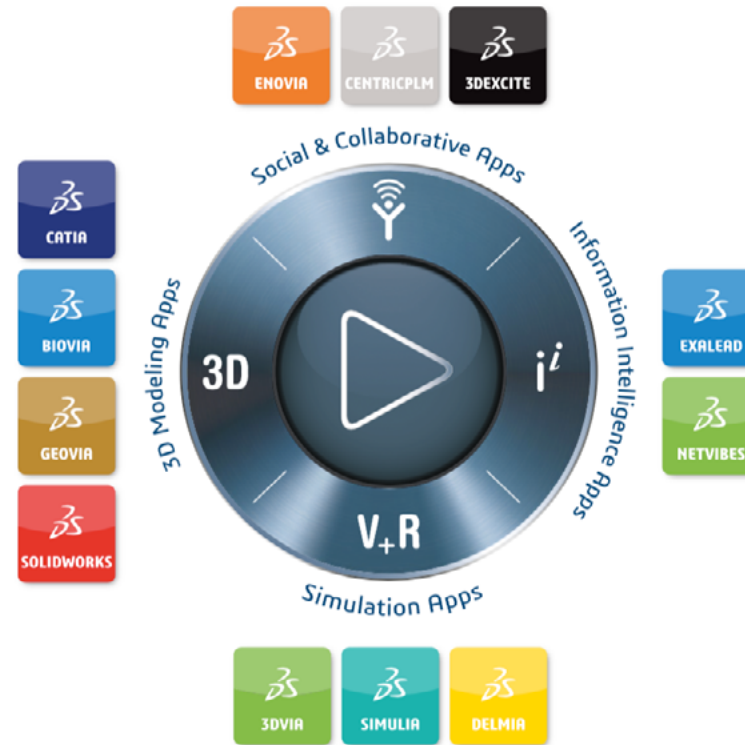 ENOVIA
CENTRICPLM
3DEXCITE
Social & Collaborative Apps
CATIA
BIOVIA
GEOVIA
SOLIDWORKS
3D Modeling Apps
3D
i i
Information Intelligence Apps
EXALEAD
NETVIBES
V+R
Simulation Apps
3DVIA
SIMULIA
DELMIA